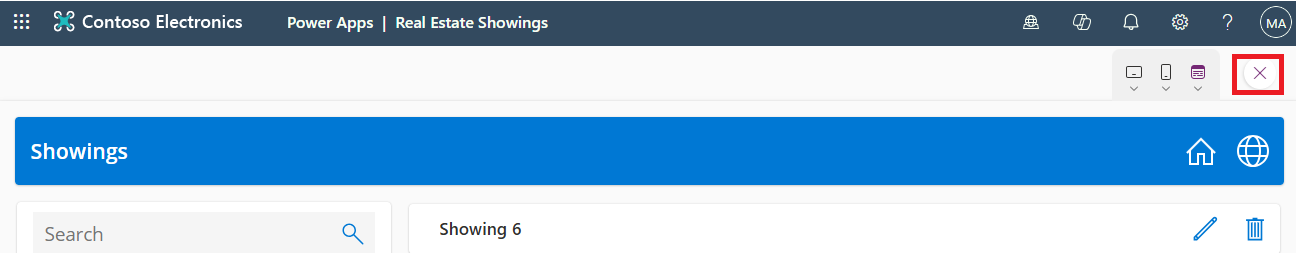 Contoso Electronics Power Apps | Real Estate Showings ? MA
Showings
Search
Showing 6